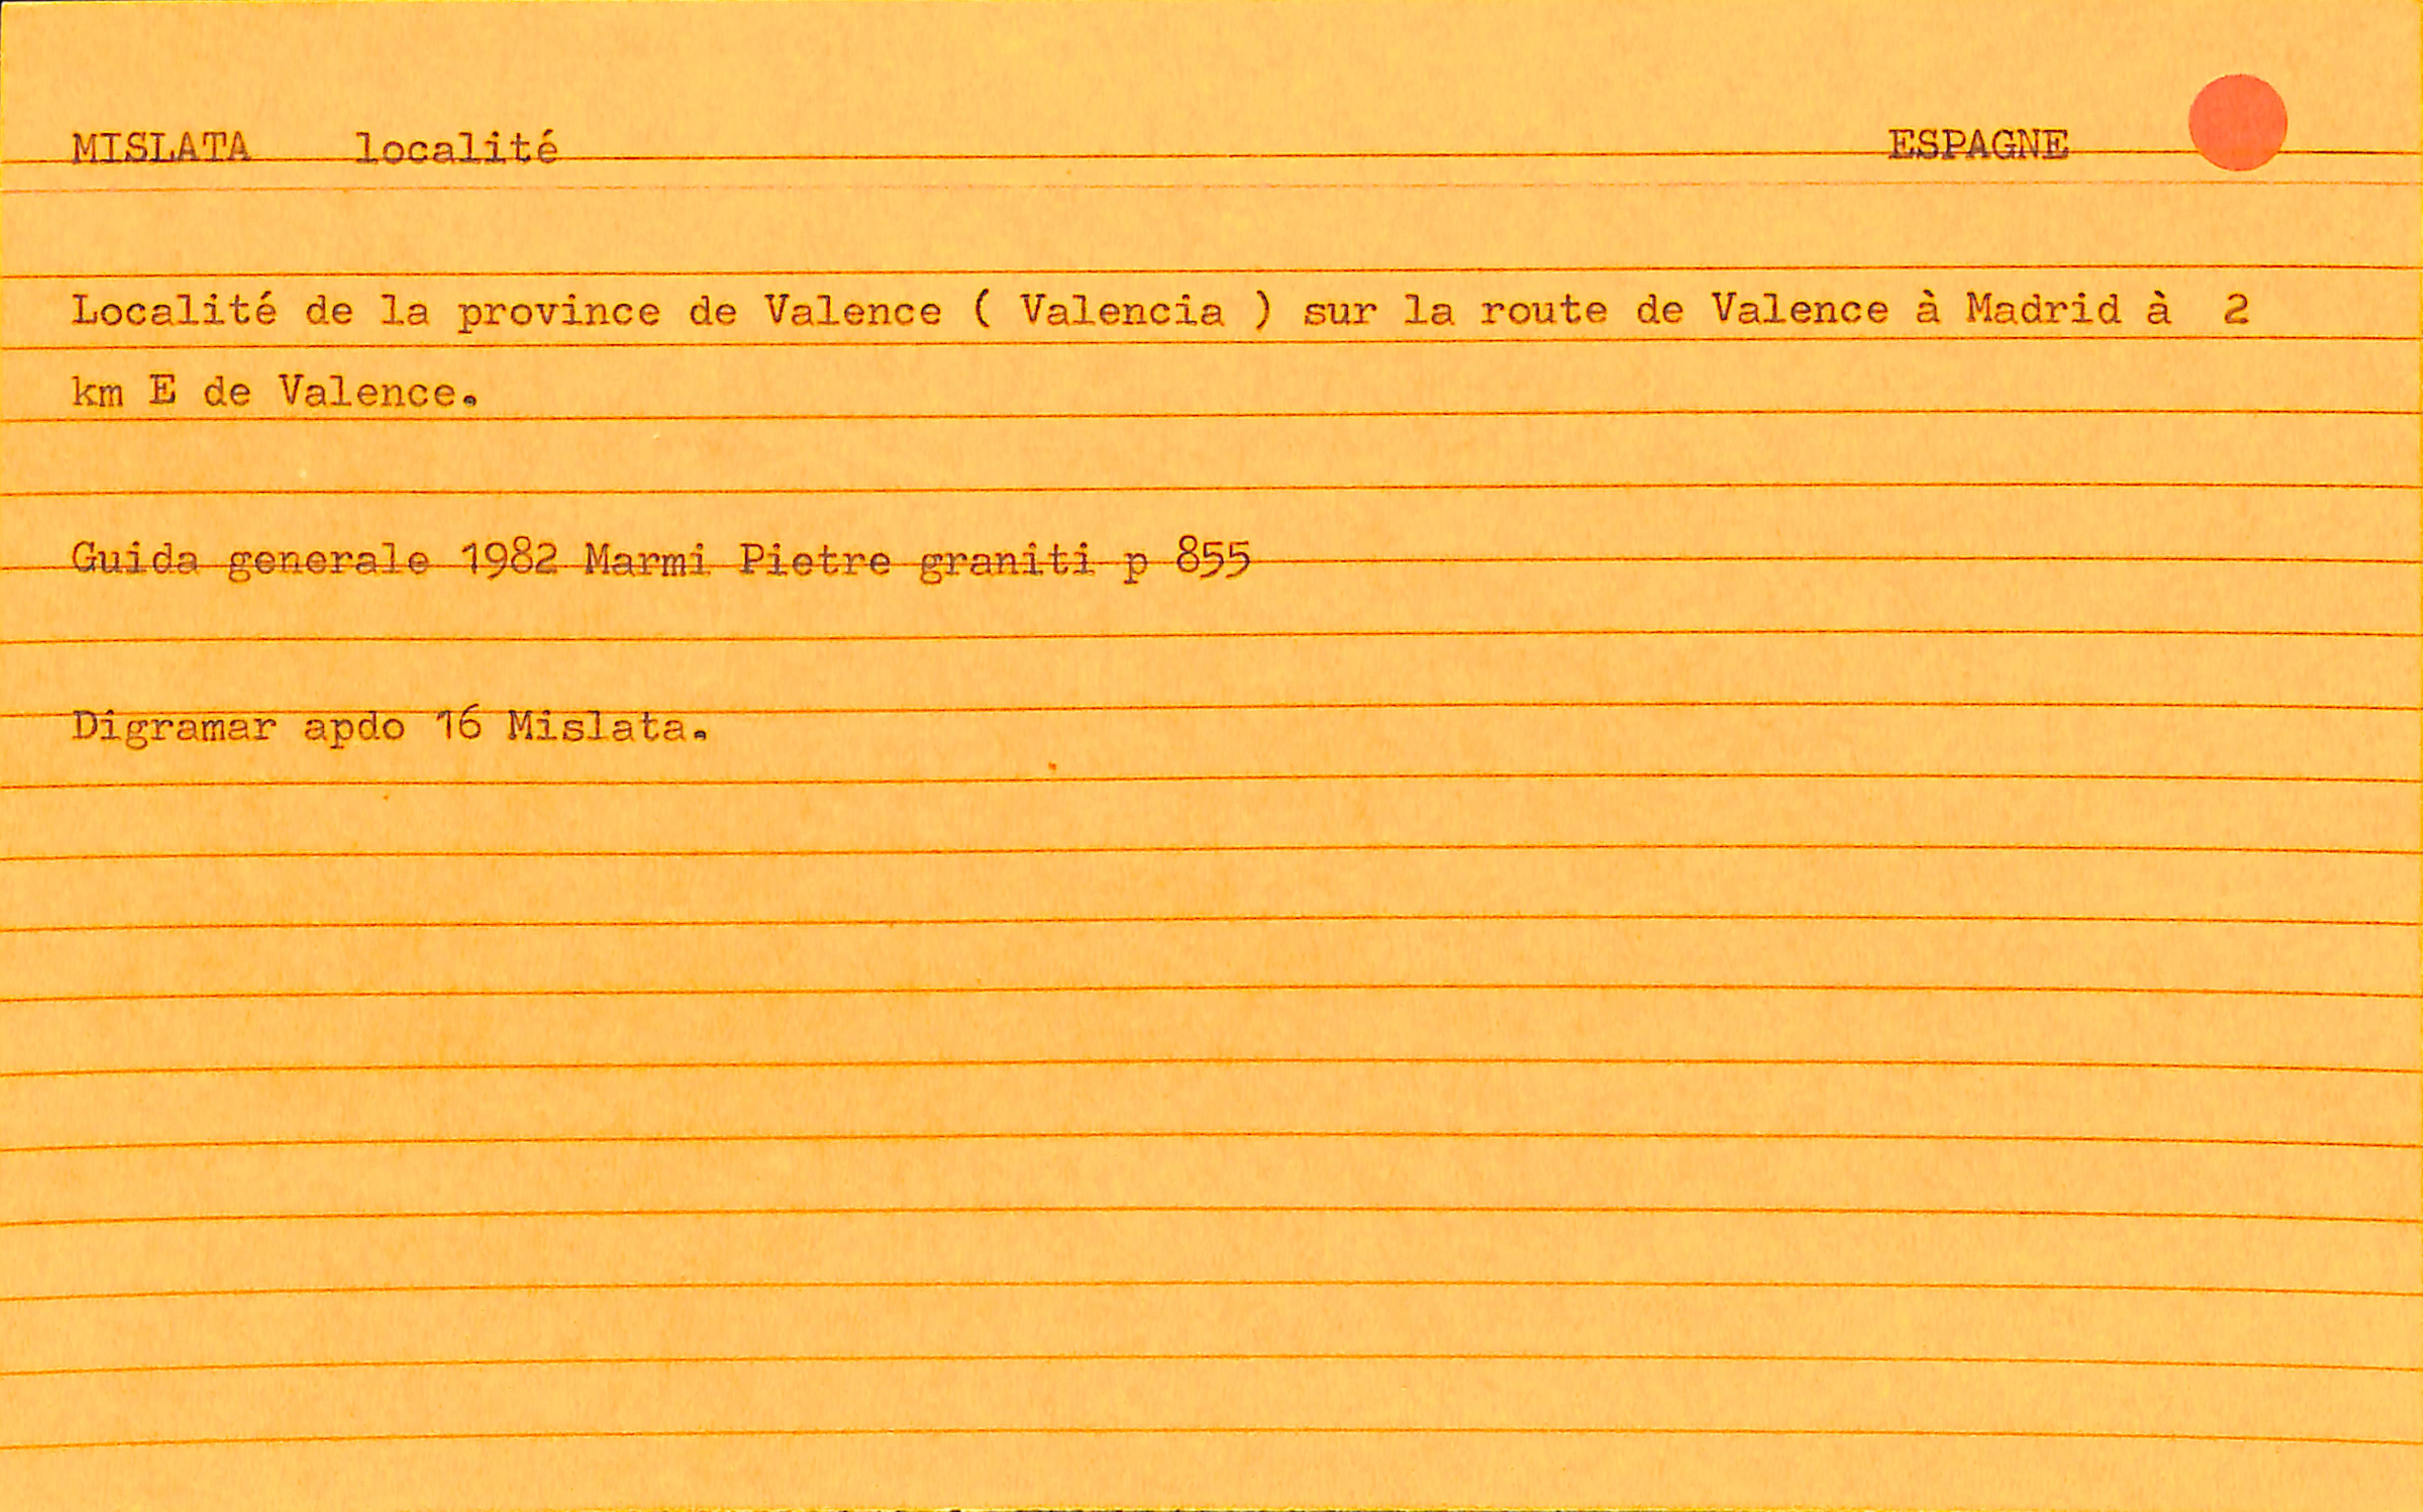 MISLATA localité ESPAGNE
Localité de la province de Valence ( Valencia ) sur la route de Valence à Madrid à 2
km E de Valence.
Guida generale 1982 Marmi Pietre graniti p 855
Digramar apdo 16 Mislata.